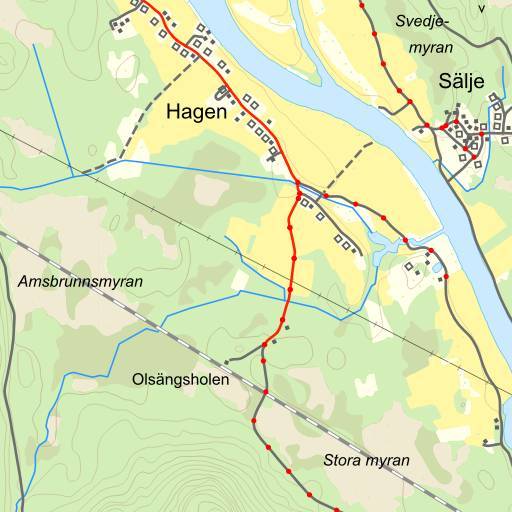 Svedje-
myran
Sälje
Hagen
Amsbrunnsmyran
Olsängsholen
Stora myran